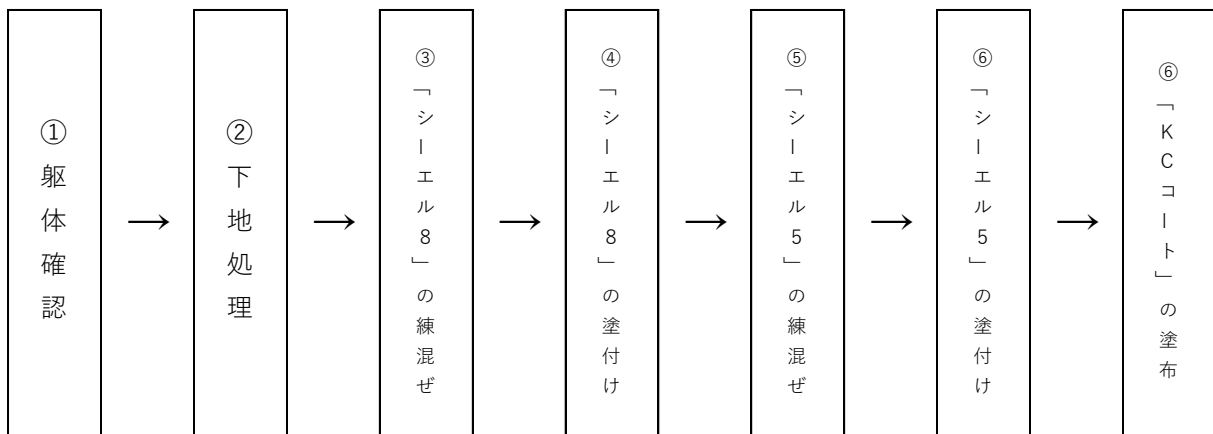 ①躯体確認
→
②下地処理
→
③「シーエル8」の練混ぜ
→
④「シーエル8」の塗付け
→
⑤「シーエル5」の練混ぜ
→
⑥「シーエル5」の塗付け
→
⑥「KCコート」の塗布